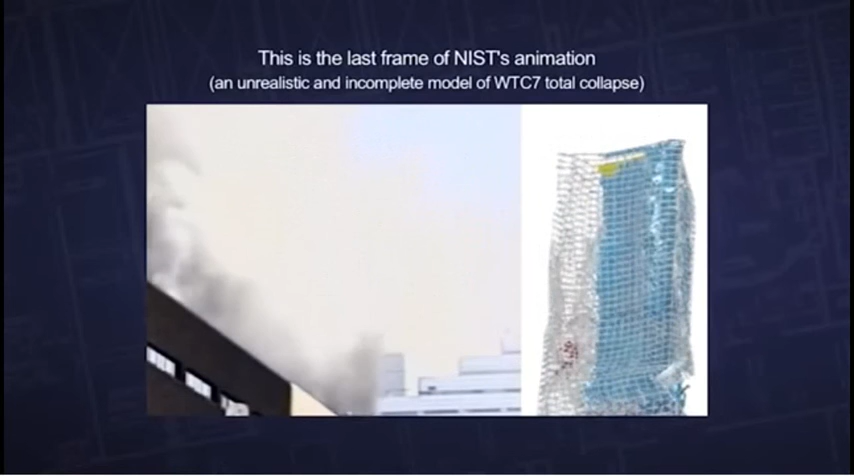 This is the last frame of NIST's animation
(an unrealistic and incomplete model of WTC7 total collapse)